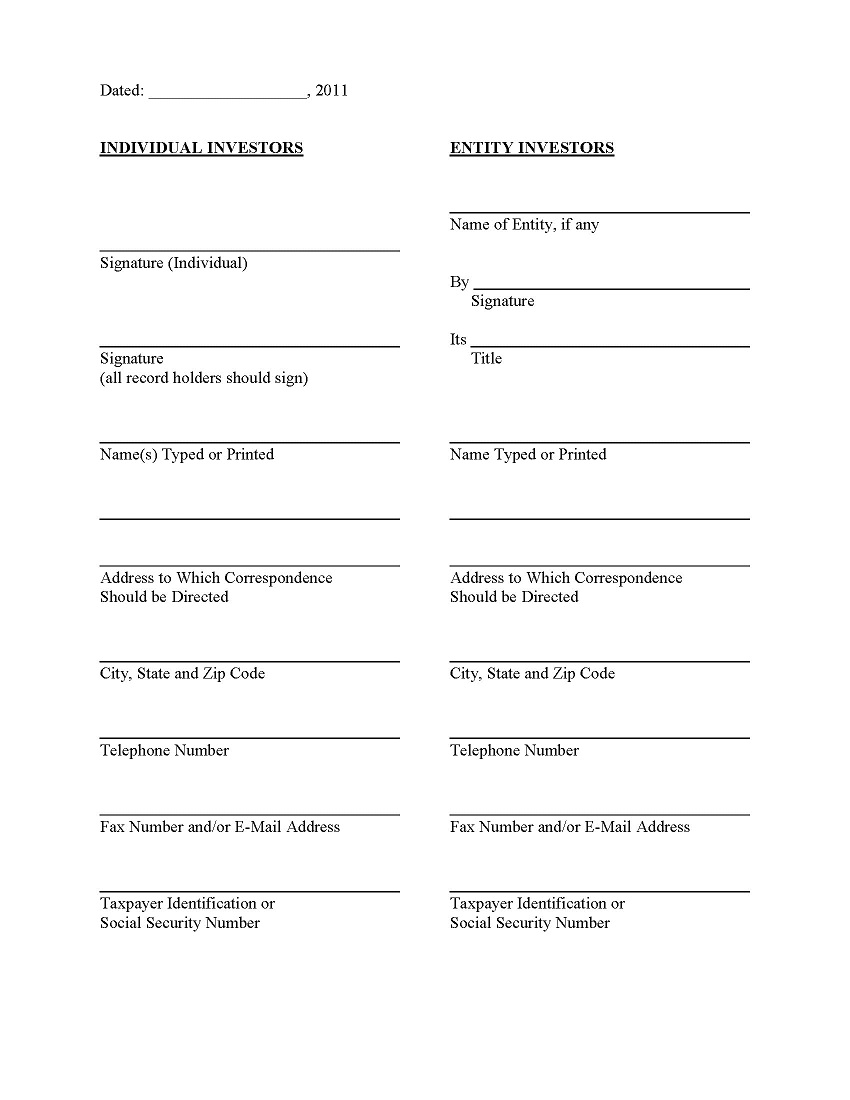 Dated: ____________________, 2011
INDIVIDUAL INVESTORS
Signature (Individual)
Signature
(all record holders should sign)
Name(s) Typed or Printed
Address to Which Correspondence
Should be Directed
City, State and Zip Code
Telephone Number
Fax Number and/or E-Mail Address
Taxpayer Identification or
Social Security Number
ENTITY INVESTORS
Name of Entity, if any
By
Signature
Its
Title
Name Typed or Printed
Address to Which Correspondence
Should be Directed
City, State and Zip Code
Telephone Number
Fax Number and/or E-Mail Address
Taxpayer Identification or
Social Security Number